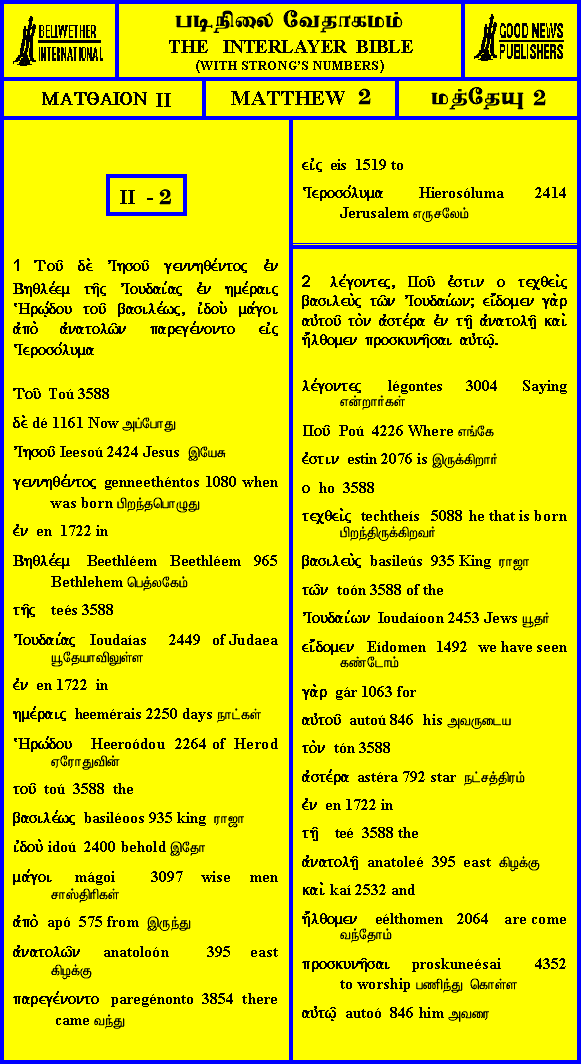 BELLWETHER
INTERNATIONAL
படிநிலை வேதாகமம்
THE INTERLAYER BIBLE
(WITH STRONG'S NUMBERS)
GOOD NEWS
PUBLISHERS
ΜΑΤΘΑΙΟΝ II
MATTHEW 2
மத்தேயு 2
II - 2
1 Τοῦ δὲ Ἰησοῦ γεννηθέντος ἐν
Βηθλέεμ τῆς Ἰουδαίας ἐν ημέραις
Ἡρῴδου τοῦ βασιλέως, ἰδοὺ μάγοι
ἀπὸ ἀνατολῶν παρεγένοντο εἰς
Ἱεροσόλυμα
Τοῦ Toú 3588
δὲ dé 1161 Now அப்போது
Ἰησοῦ Ieesoú 2424 Jesus இயேசு
γεννηθέντος genneethéntos 1080 when
was born பிறந்தபொழுது
ἐν en 1722 in
Βηθλέεμ Beethléem Beethléem 965
Bethlehem பெத்லகேம்
τῆς teés 3588
Ἰουδαίας Ioudaías 2449 of Judaea
யூதேயாவிலுள்ள
ἐν en 1722 in
ημέραις heemérais 2250 days நாட்கள்
Ἡρῴδου Heeroódou 2264 of Herod
ஏரோதுவின்
τοῦ toú 3588 the
βασιλέως basiléoos 935 king ராஜா
ἰδοὺ idoú 2400 behold இதோ
μάγοι mágoi 3097 wise men
சாஸ்திரிகள்
ἀπὸ apó 575 from இருந்து
ἀνατολῶν anatoloón 395 east
கிழக்கு
παρεγένοντο paregénonto 3854 there
came வந்து
εἰς eis 1519 to
Ἱεροσόλυμα Hierosóluma 2414
Jerusalem எருசலேம்
2 λέγοντες, Ποῦ ἐστιν ο τεχθεὶς
βασιλεὺς τῶν Ἰουδαίων; εἴδομεν γὰρ
αὐτοῦ τὸν ἀστέρα ἐν τῇ ἀνατολῇ καὶ
ἤλθομεν προσκυνῆσαι αὐτῷ.
λέγοντες légontes 3004 Saying
என்றார்கள்
Ποῦ Poú 4226 Where எங்கே
ἐστιν estin 2076 is இருக்கிறார்
ο ho 3588
τεχθεὶς techtheís 5088 he that is born
பிறந்திருக்கிறவர்
βασιλεὺς basileús 935 King ராஜா
τῶν toón 3588 of the
Ἰουδαίων Ioudaíoon 2453 Jews யூதர்
εἴδομεν Eídomen 1492 we have seen
கண்டோம்
γὰρ gár 1063 for
αὐτοῦ autoú 846 his அவருடைய
τὸν tón 3588
ἀστέρα astéra 792 star நட்சத்திரம்
ἐν en 1722 in
τῇ teé 3588 the
ἀνατολῇ anatoleé 395 east கிழக்கு
καὶ kaí 2532 and
ἤλθομεν eélthomen 2064 are come
வந்தோம்
προσκυνῆσαι proskuneésai 4352
to worship பணிந்து கொள்ள
αὐτῷ autoó 846 him அவரை